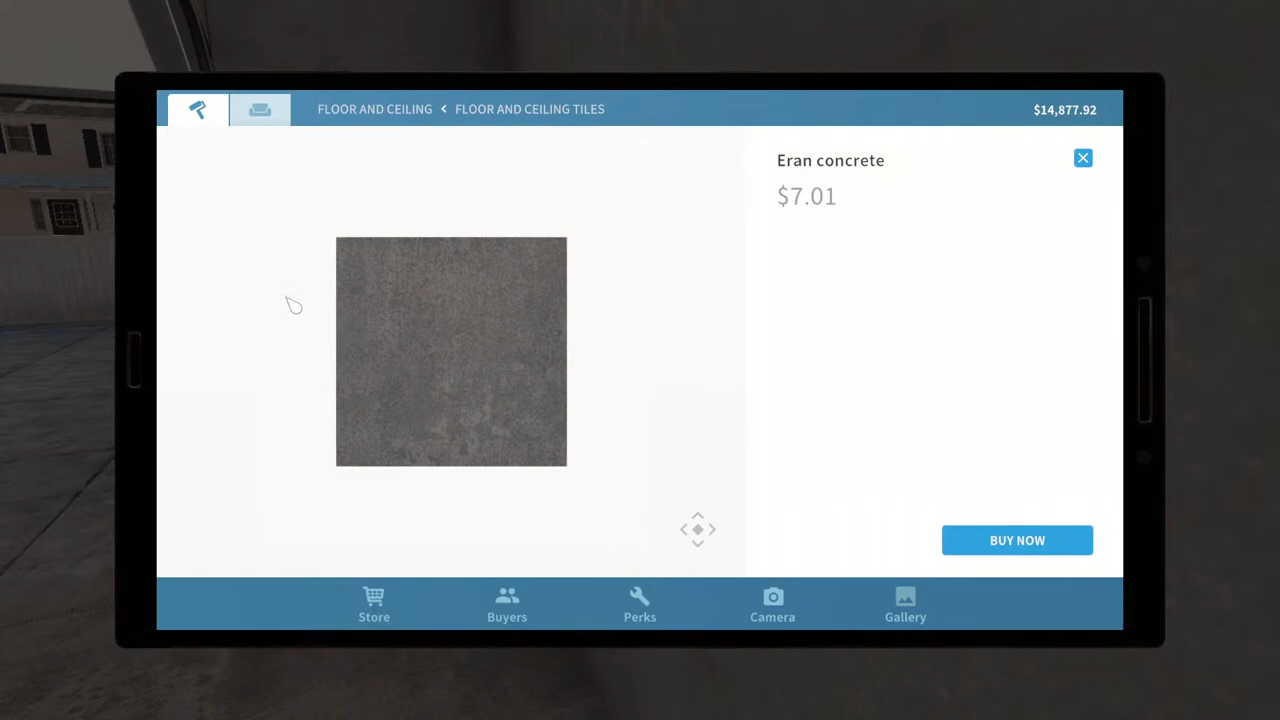 FLOOR AND CEILING < FLOOR AND CEILING TILES
$14,877.92
Eran concrete
$7.01
BUY NOW
Store
Buyers
Perks
Camera
Gallery